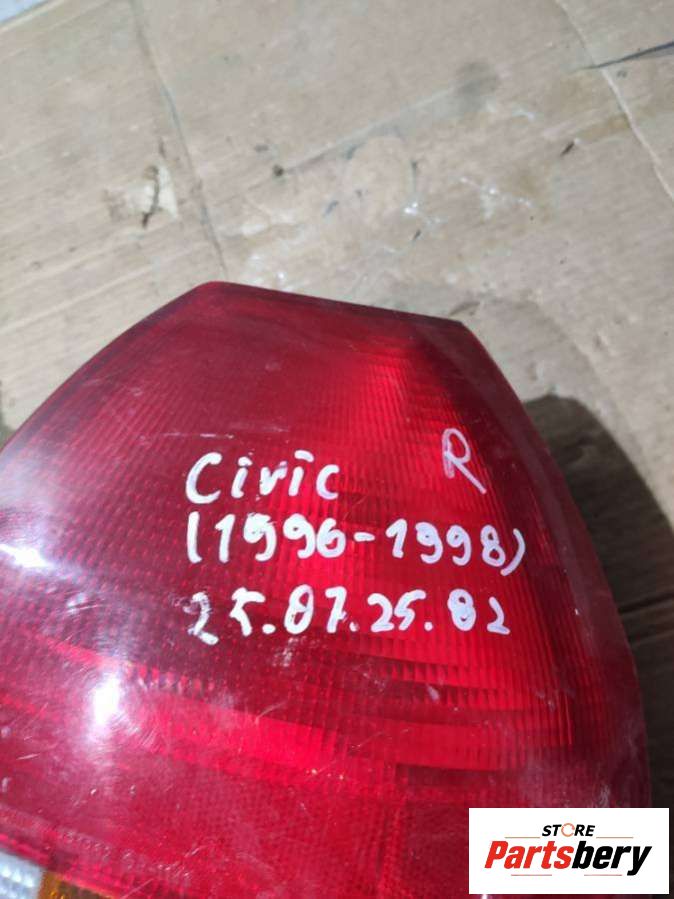 Civic R
(1996-1998)
25.07.25.02
STORE
Partsbery